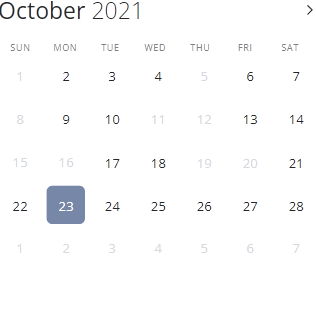 October 2021
SUN MON TUE WED THU FRI SAT
1 2 3 4 5 6 7
8 9 10 11 12 13 14
15 16 17 18 19 20 21
22 23 24 25 26 27 28
1 2 3 4 5 6 7